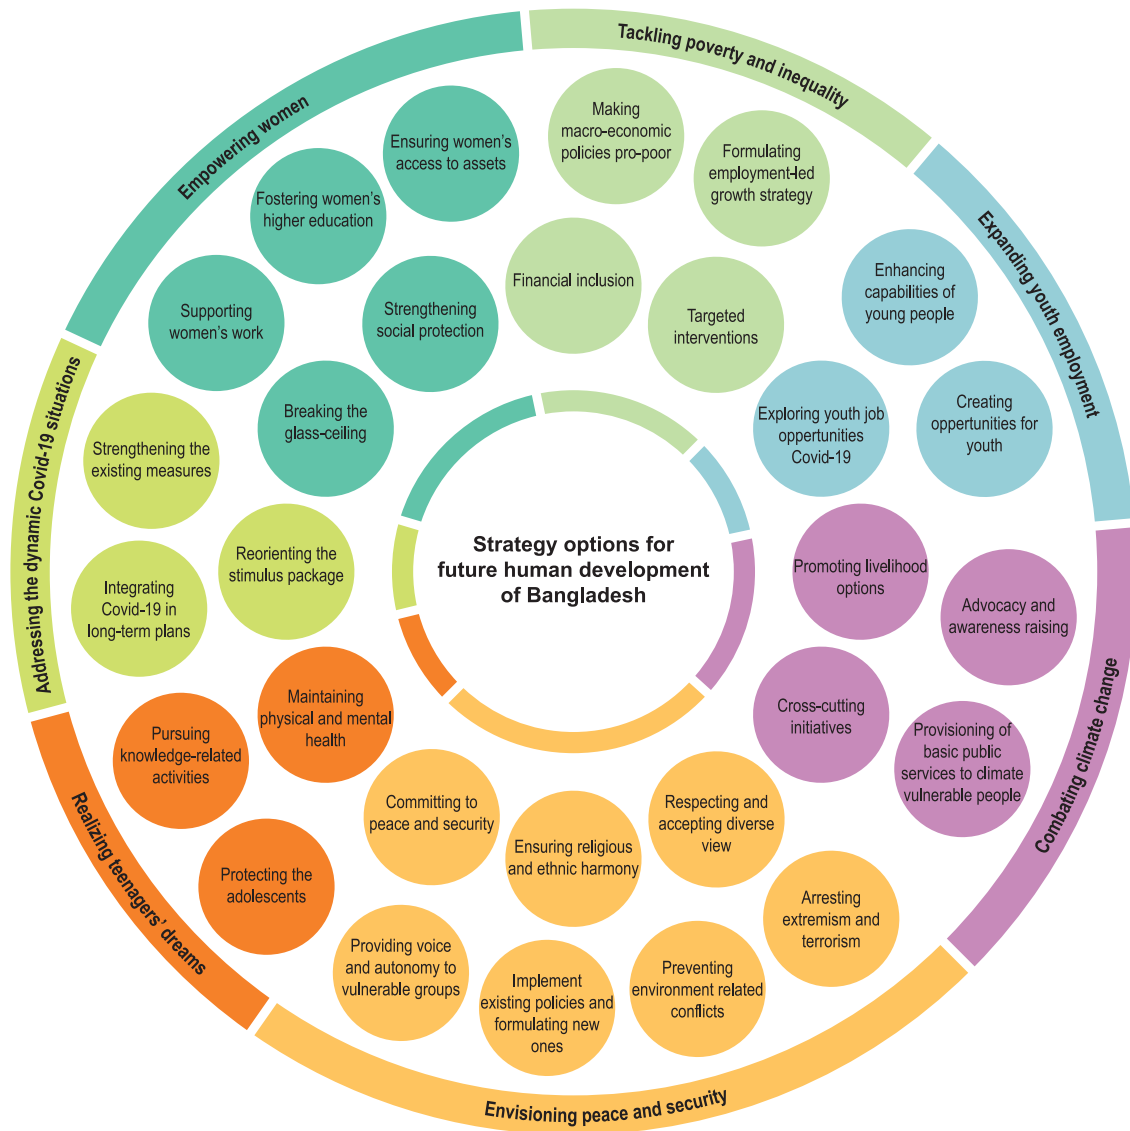 Tackling poverty and inequality
Making
macro-economic
policies pro-poor
Formulating
employment-led
growth strategy
Financial inclusion
Targeted
interventions
Expanding youth employment
Enhancing
capabilities of
young people
Creating
opportunities for
youth
Exploring youth job
oppertunities
Covid-19
Combating climate change
Promoting livelihood
options
Advocacy and
awareness raising
Cross-cutting
initiatives
Provisioning of
basic public
services to climate
vulnerable people
Envisioning peace and security
Respecting and
accepting diverse
view
Arresting
extremism and
terrorism
Ensuring religious
and ethnic harmony
Preventing
environment related
conflicts
Committing to
peace and security
Implement
existing policies and
formulating new
ones
Providing voice
and autonomy to
vulnerable groups
Realizing teenagers’ dreams
Maintaining
physical and mental
health
Pursuing
knowledge-related
activities
Protecting the
adolescents
Addressing the dynamic Covid-19 situations
Strengthening the
existing measures
Reorienting the
stimulus package
Integrating
Covid-19 in
long-term plans
Empowering women
Ensuring women’s
access to assets
Fostering women’s
higher education
Supporting
women’s work
Strengthening
social protection
Breaking the
glass-ceiling
Strategy options for
future human development
of Bangladesh